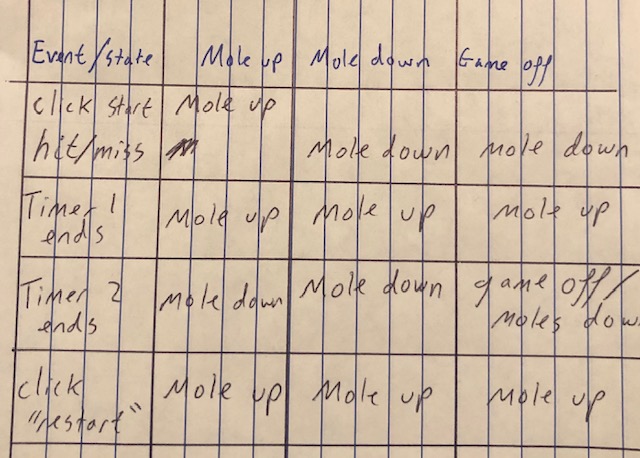 Event/state Mole up Mole down Game off
click start Mole up
hit/miss Mole down Mole down
Timer 1 Mole up Mole up Mole up
ends
Timer 2 Mole down Mole down game off/
ends Moles dow
click Mole up Mole up Mole up
"restart"